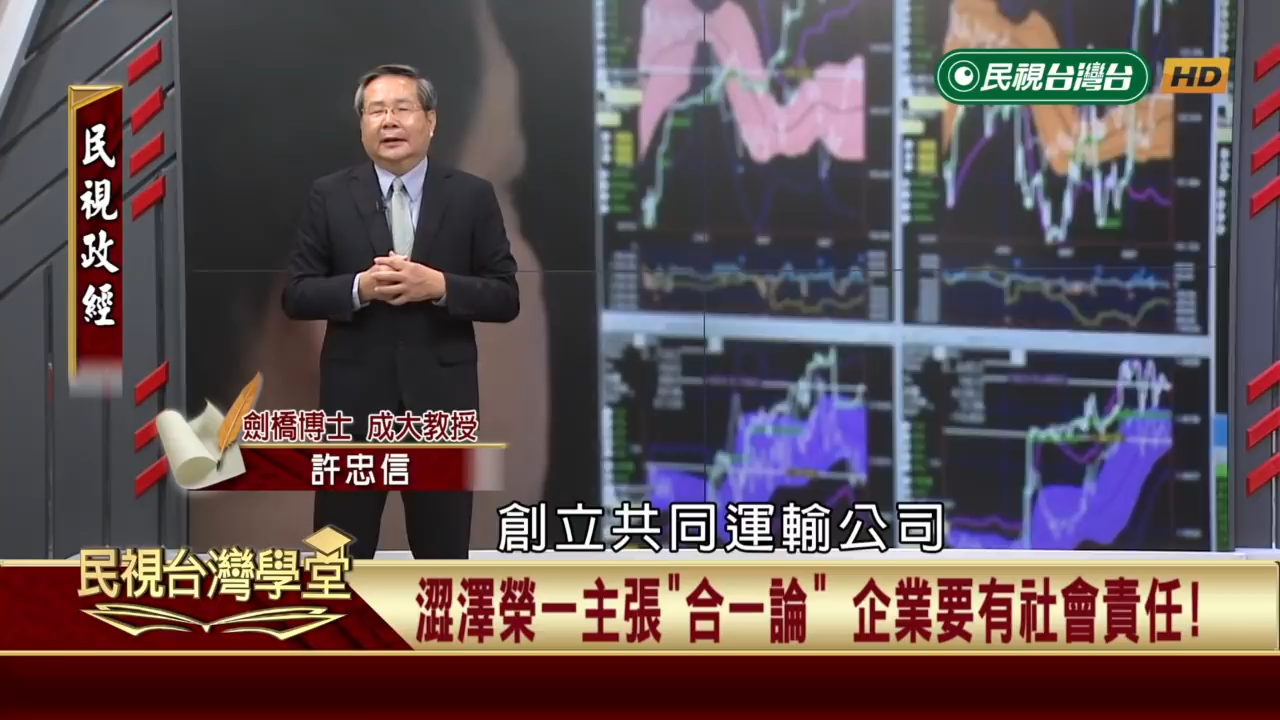 民視台灣台 HD
民視政經
劍橋博士 成大教授
許忠信
創立共同運輸公司
民視台灣學堂
澀澤榮一主張"合一論" 企業要有社會責任!